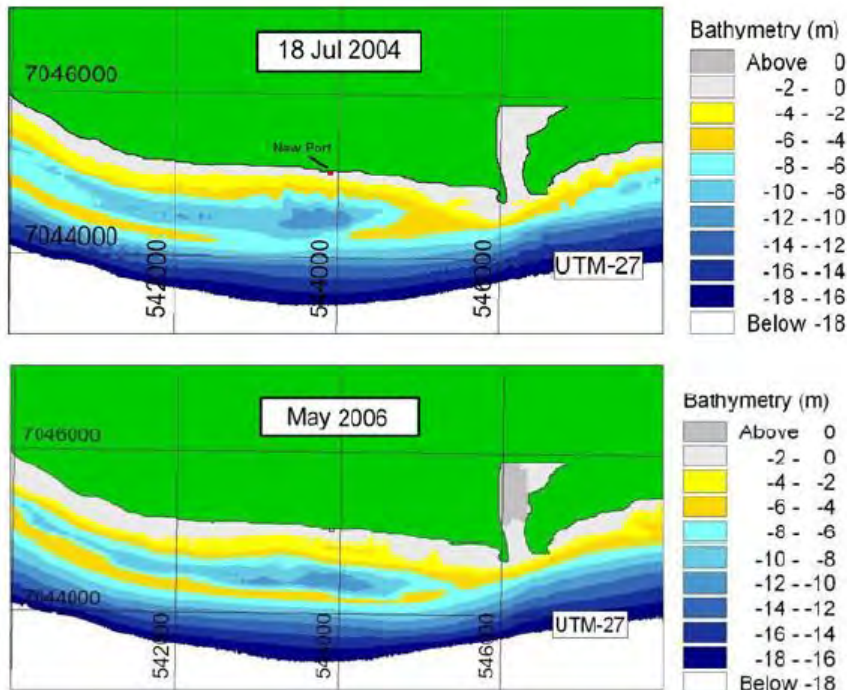 18 Jul 2004
7046000
New Port
7044000
542000
544000
546000
UTM-27
Bathymetry (m)
Above 0
-2 - 0
-4 - -2
-6 - -4
-8 - -6
-10 - -8
-12 - -10
-14 - -12
-16 - -14
-18 - -16
Below -18
May 2006
7046000
7044000
542000
544000
546000
UTM-27
Bathymetry (m)
Above 0
-2 - 0
-4 - -2
-6 - -4
-8 - -6
-10 - -8
-12 - -10
-14 - -12
-16 - -14
-18 - -16
Below -18